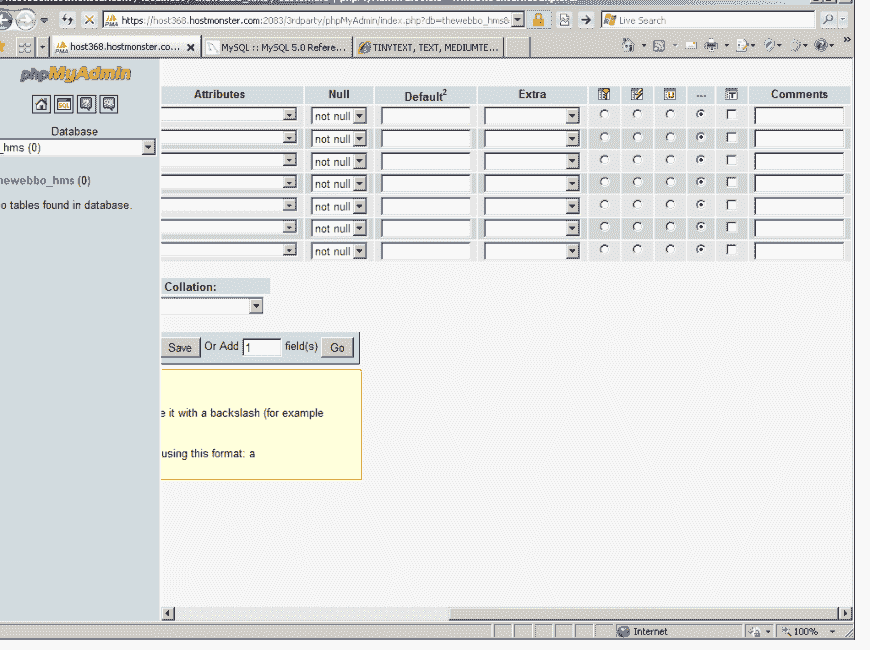 https://host368.hostmonster.com:2083/3rdparty/phpMyAdmin/index.php?db=thewebbo_hms&
Live Search
host368.hostmonster.co...
MySQL :: MySQL 5.0 Refere...
TINYTEXT, TEXT, MEDIUMTE...
phpMyAdmin
Database
_hms (0)
newebbo_hms (0)
o tables found in database.
Attributes Null Default2 Extra ... Comments
not null
not null
not null
not null
not null
not null
not null
Collation:
Save Or Add 1 field(s) Go
e it with a backslash (for example
using this format: a
Internet 100%